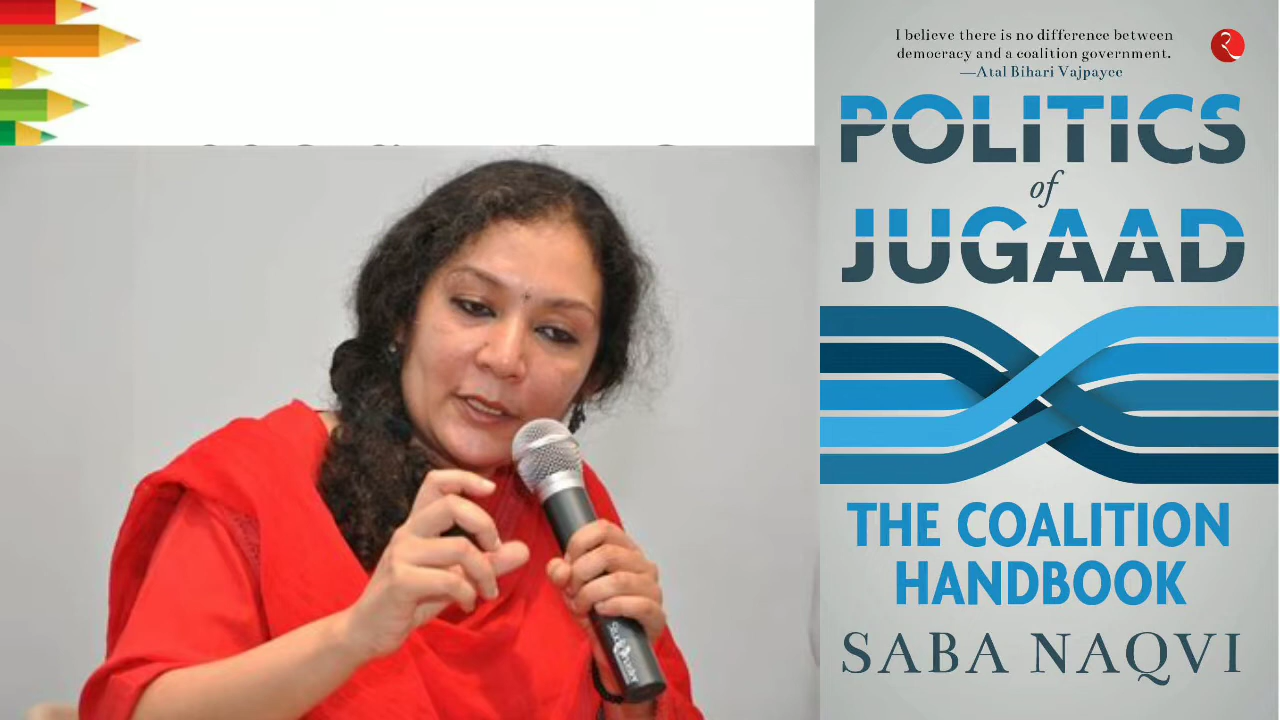 I believe there is no difference between
democracy and a coalition government.
—Atal Bihari Vajpayee
POLITICS
of
JUGAAD
THE COALITION
HANDBOOK
SABA NAQVI